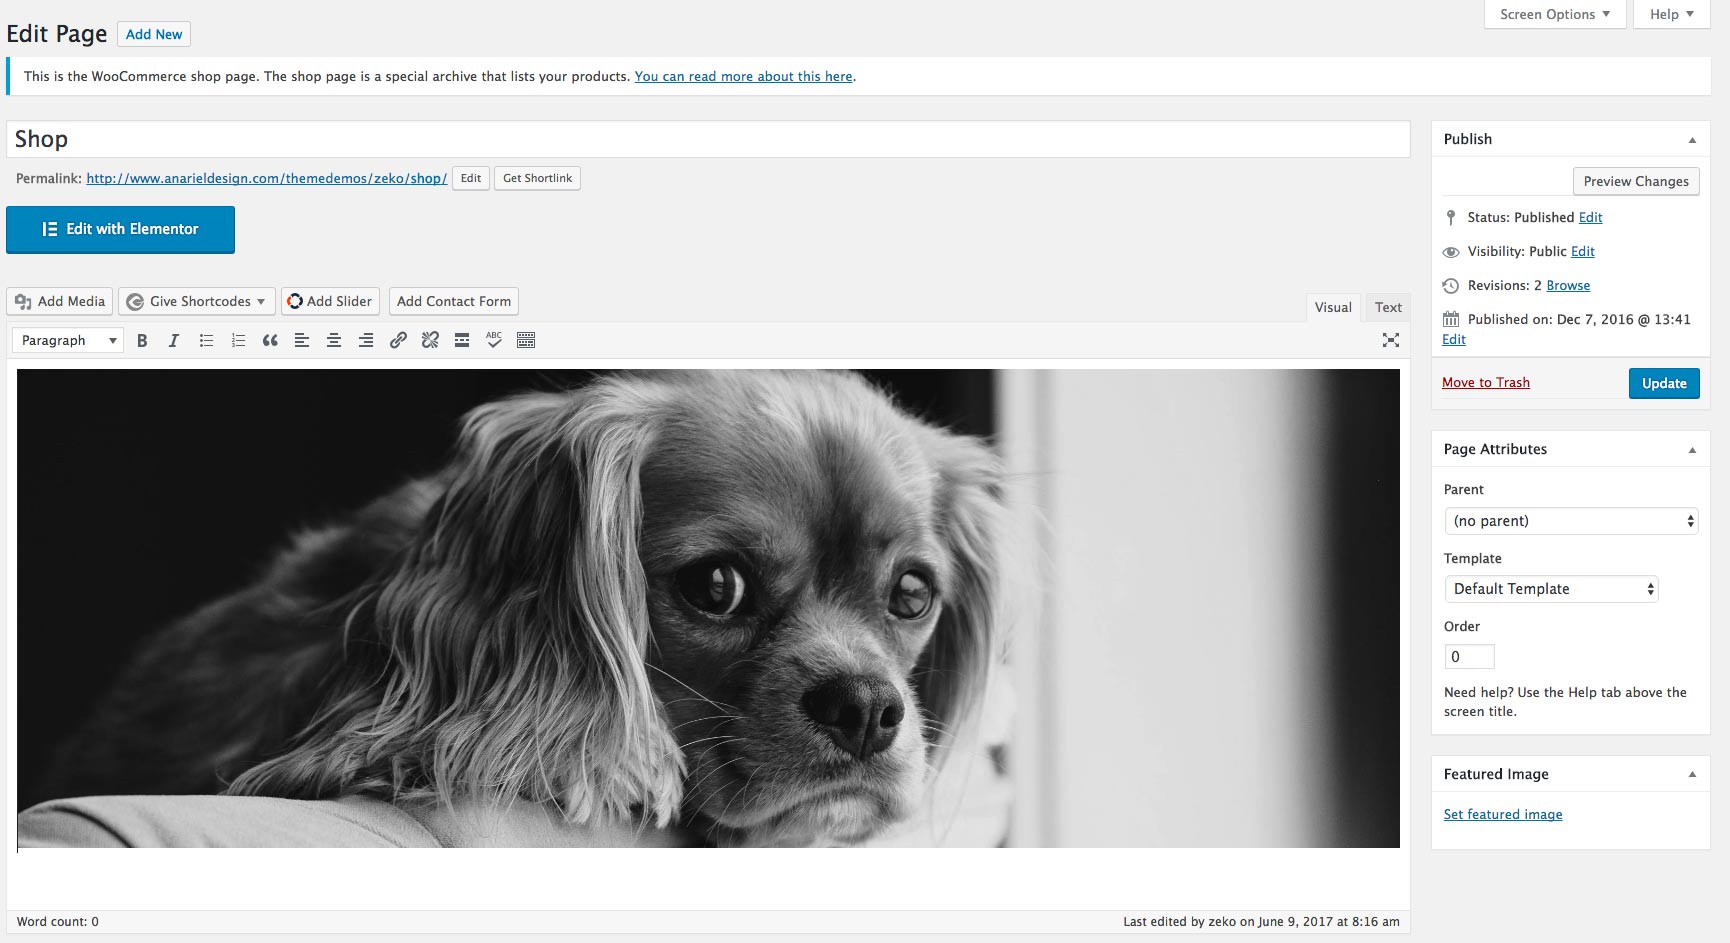 Screen Options
Help
Edit Page Add New
This is the WooCommerce shop page. The shop page is a special archive that lists your products. You can read more about this here.
Shop
Permalink: http://www.anarieldesign.com/themedemos/zeko/shop/ Edit Get Shortlink
Edit with Elementor
Add Media Give Shortcodes Add Slider Add Contact Form
Visual Text
Paragraph B I ABC
Word count: 0
Last edited by zeko on June 9, 2017 at 8:16 am
Publish
Preview Changes
Status: Published Edit
Visibility: Public Edit
Revisions: 2 Browse
Published on: Dec 7, 2016 @ 13:41
Edit
Move to Trash Update
Page Attributes
Parent
(no parent)
Template
Default Template
Order
0
Need help? Use the Help tab above the
screen title.
Featured Image
Set featured image